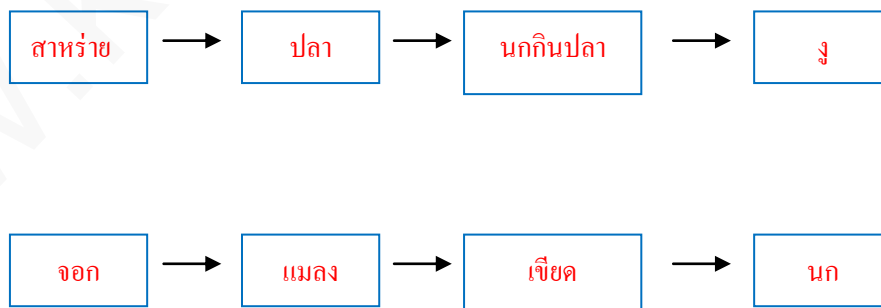 สาหร่าย ปลา นกกินปลา งู
จอก แมลง เขียด นก